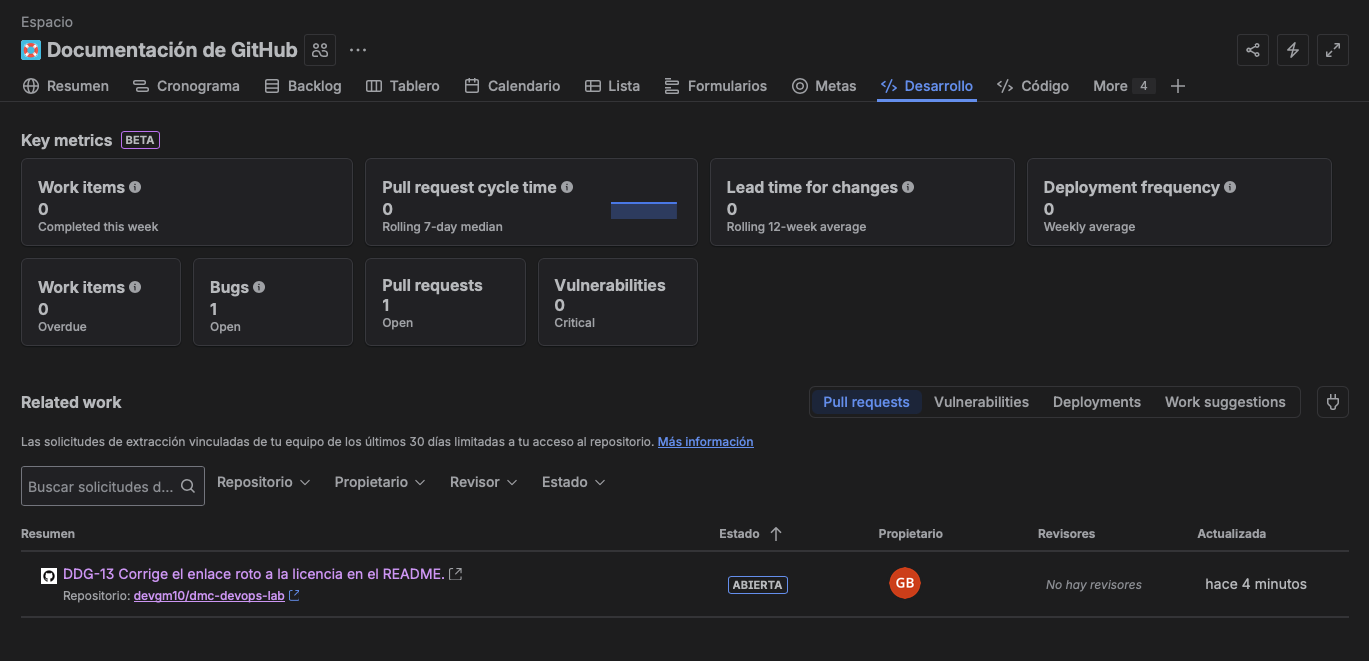 Espacio
Documentación de GitHub
Resumen Cronograma Backlog Tablero Calendario Lista Formularios Metas Desarrollo Código More 4
Key metrics BETA
Work items Pull request cycle time Lead time for changes Deployment frequency
0 0 0 0
Completed this week Rolling 7-day median Rolling 12-week average Weekly average
Work items Bugs Pull requests Vulnerabilities
0 1 1 0
Overdue Open Open Critical
Related work Pull requests Vulnerabilities Deployments Work suggestions
Las solicitudes de extracción vinculadas de tu equipo de los últimos 30 días limitadas a tu acceso al repositorio. Más información
Buscar solicitudes d... Repositorio Propietario Revisor Estado
Resumen Estado Propietario Revisores Actualizada
DDG-13 Corrige el enlace roto a la licencia en el README.
ABIERTA GB No hay revisores hace 4 minutos
Repositorio: devgm10/dmc-devops-lab